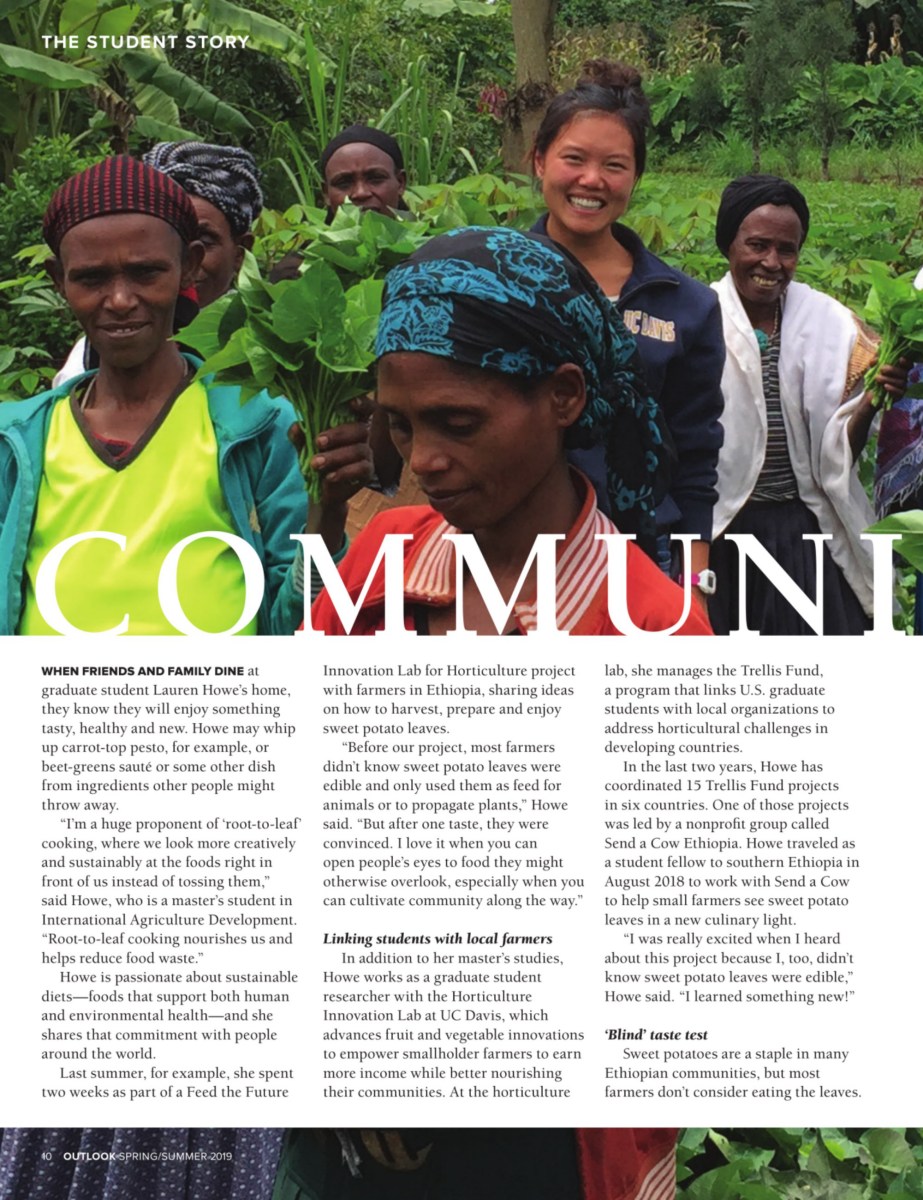 THE STUDENT STORY
UC DAVIS
COMMUNI
WHEN FRIENDS AND FAMILY DINE at
graduate student Lauren Howe’s home,
they know they will enjoy something
tasty, healthy and new. Howe may whip
up carrot-top pesto, for example, or
beet-greens sauté or some other dish
from ingredients other people might
throw away.
“I’m a huge proponent of ‘root-to-leaf’
cooking, where we look more creatively
and sustainably at the foods right in
front of us instead of tossing them,”
said Howe, who is a master’s student in
International Agriculture Development.
“Root-to-leaf cooking nourishes us and
helps reduce food waste.”
Howe is passionate about sustainable
diets—foods that support both human
and environmental health—and she
shares that commitment with people
around the world.
Last summer, for example, she spent
two weeks as part of a Feed the Future
Innovation Lab for Horticulture project
with farmers in Ethiopia, sharing ideas
on how to harvest, prepare and enjoy
sweet potato leaves.
“Before our project, most farmers
didn’t know sweet potato leaves were
edible and only used them as feed for
animals or to propagate plants,” Howe
said. “But after one taste, they were
convinced. I love it when you can
open people’s eyes to food they might
otherwise overlook, especially when you
can cultivate community along the way.”
Linking students with local farmers
In addition to her master’s studies,
Howe works as a graduate student
researcher with the Horticulture
Innovation Lab at UC Davis, which
advances fruit and vegetable innovations
to empower smallholder farmers to earn
more income while better nourishing
their communities. At the horticulture
lab, she manages the Trellis Fund,
a program that links U.S. graduate
students with local organizations to
address horticultural challenges in
developing countries.
In the last two years, Howe has
coordinated 15 Trellis Fund projects
in six countries. One of those projects
was led by a nonprofit group called
Send a Cow Ethiopia. Howe traveled as
a student fellow to southern Ethiopia in
August 2018 to work with Send a Cow
to help small farmers see sweet potato
leaves in a new culinary light.
“I was really excited when I heard
about this project because I, too, didn’t
know sweet potato leaves were edible,”
Howe said. “I learned something new!”
‘Blind’ taste test
Sweet potatoes are a staple in many
Ethiopian communities, but most
farmers don’t consider eating the leaves.
10 OUTLOOK SPRING/SUMMER 2019